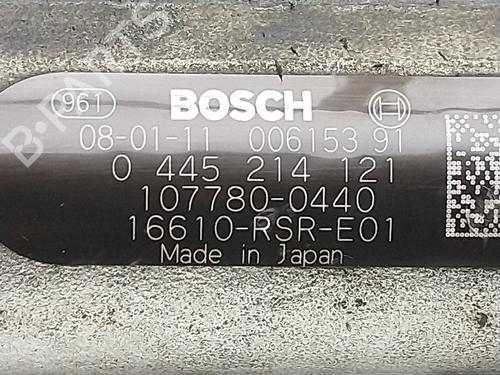 961 BOSCH
08-01-11 006153 91
0 445 214 121
107780-0440
16610-RSR-E01
Made in Japan
B-PARTS